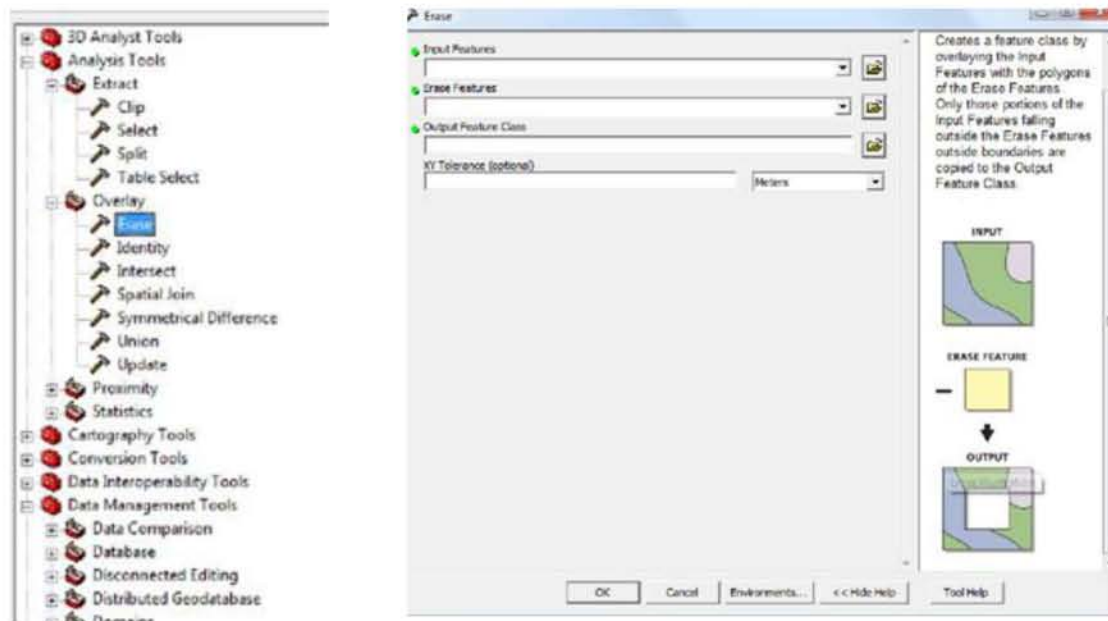 3D Analyst Tools
Analysis Tools
Extract
Clip
Select
Split
Table Select
Overlay
Erase
Identity
Intersect
Spatial Join
Symmetrical Difference
Union
Update
Proximity
Statistics
Cartography Tools
Conversion Tools
Data Interoperability Tools
Data Management Tools
Data Comparison
Database
Disconnected Editing
Distributed Geodatabase
Domains
Erase
Input Features
Erase Features
Output Feature Class
XY Tolerance (optional)
Meters
OK
Cancel
Environments...
<< Hide Help
Creates a feature class by
overlaying the Input
Features with the polygons
of the Erase Features.
Only those portions of the
Input Features falling
outside the Erase Features
outside boundaries are
copied to the Output
Feature Class.
INPUT
ERASE FEATURE
OUTPUT
Tool Help